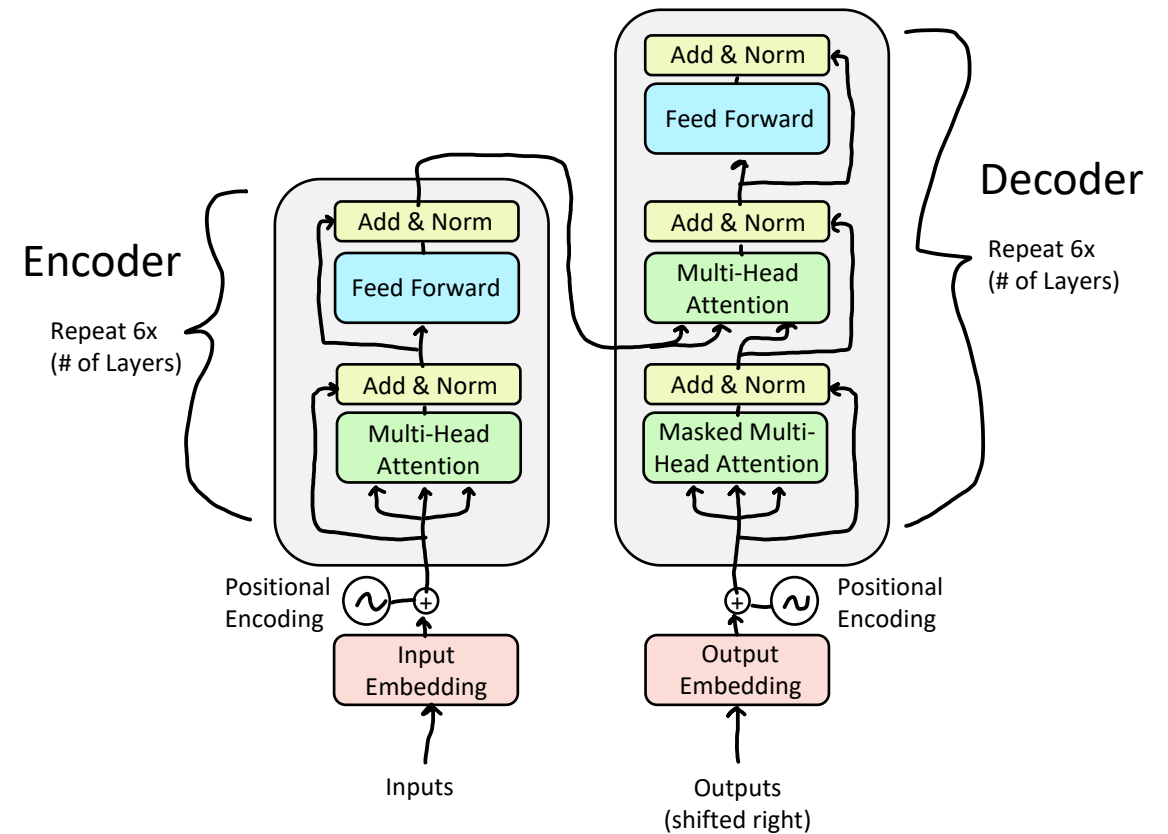 Encoder
Repeat 6x
(# of Layers)
Add & Norm
Feed Forward
Add & Norm
Multi-Head
Attention
Positional
Encoding
+
Input
Embedding
Inputs
Add & Norm
Feed Forward
Add & Norm
Multi-Head
Attention
Add & Norm
Masked Multi-
Head Attention
+
Positional
Encoding
Output
Embedding
Outputs
(shifted right)
Decoder
Repeat 6x
(# of Layers)